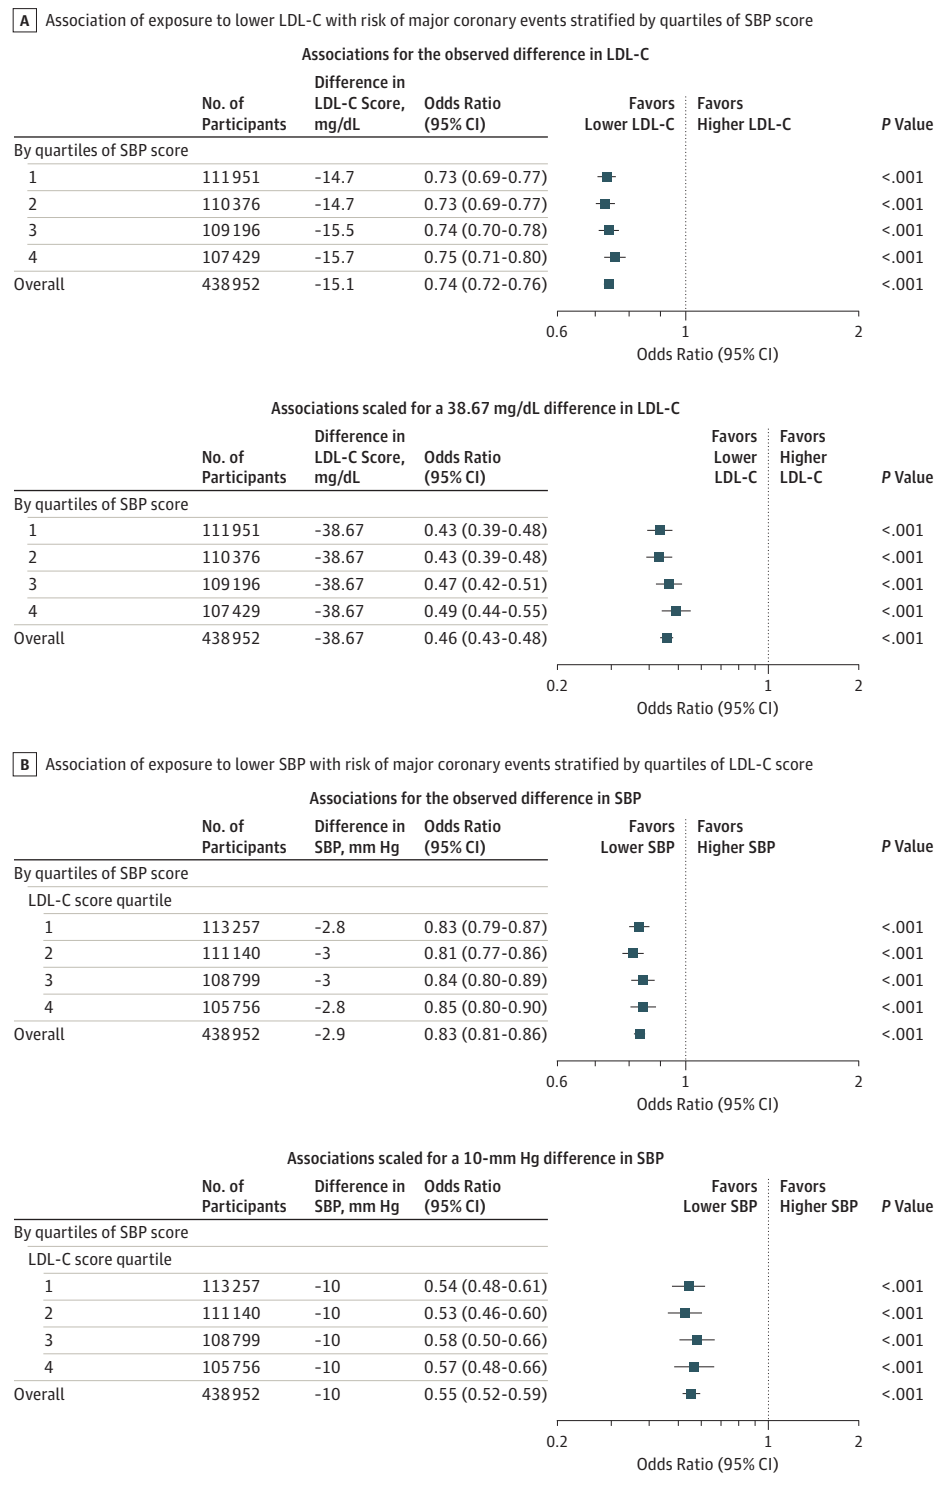 A Association of exposure to lower LDL-C with risk of major coronary events stratified by quartiles of SBP score
Associations for the observed difference in LDL-C
No. of Participants Difference in LDL-C Score, mg/dL Odds Ratio (95% CI) Favors Lower LDL-C Favors Higher LDL-C P Value
By quartiles of SBP score
1 111951 -14.7 0.73 (0.69-0.77) <.001
2 110376 -14.7 0.73 (0.69-0.77) <.001
3 109196 -15.5 0.74 (0.70-0.78) <.001
4 107429 -15.7 0.75 (0.71-0.80) <.001
Overall 438952 -15.1 0.74 (0.72-0.76) <.001
0.6 1 2
Odds Ratio (95% CI)
Associations scaled for a 38.67 mg/dL difference in LDL-C
No. of Participants Difference in LDL-C Score, mg/dL Odds Ratio (95% CI) Favors Lower LDL-C Favors Higher LDL-C P Value
By quartiles of SBP score
1 111951 -38.67 0.43 (0.39-0.48) <.001
2 110376 -38.67 0.43 (0.39-0.48) <.001
3 109196 -38.67 0.47 (0.42-0.51) <.001
4 107429 -38.67 0.49 (0.44-0.55) <.001
Overall 438952 -38.67 0.46 (0.43-0.48) <.001
0.2 1 2
Odds Ratio (95% CI)
B Association of exposure to lower SBP with risk of major coronary events stratified by quartiles of LDL-C score
Associations for the observed difference in SBP
No. of Participants Difference in SBP, mm Hg Odds Ratio (95% CI) Favors Lower SBP Favors Higher SBP P Value
By quartiles of SBP score
LDL-C score quartile
1 113257 -2.8 0.83 (0.79-0.87) <.001
2 111140 -3 0.81 (0.77-0.86) <.001
3 108799 -3 0.84 (0.80-0.89) <.001
4 105756 -2.8 0.85 (0.80-0.90) <.001
Overall 438952 -2.9 0.83 (0.81-0.86) <.001
0.6 1 2
Odds Ratio (95% CI)
Associations scaled for a 10-mm Hg difference in SBP
No. of Participants Difference in SBP, mm Hg Odds Ratio (95% CI) Favors Lower SBP Favors Higher SBP P Value
By quartiles of SBP score
LDL-C score quartile
1 113257 -10 0.54 (0.48-0.61) <.001
2 111140 -10 0.53 (0.46-0.60) <.001
3 108799 -10 0.58 (0.50-0.66) <.001
4 105756 -10 0.57 (0.48-0.66) <.001
Overall 438952 -10 0.55 (0.52-0.59) <.001
0.2 1 2
Odds Ratio (95% CI)